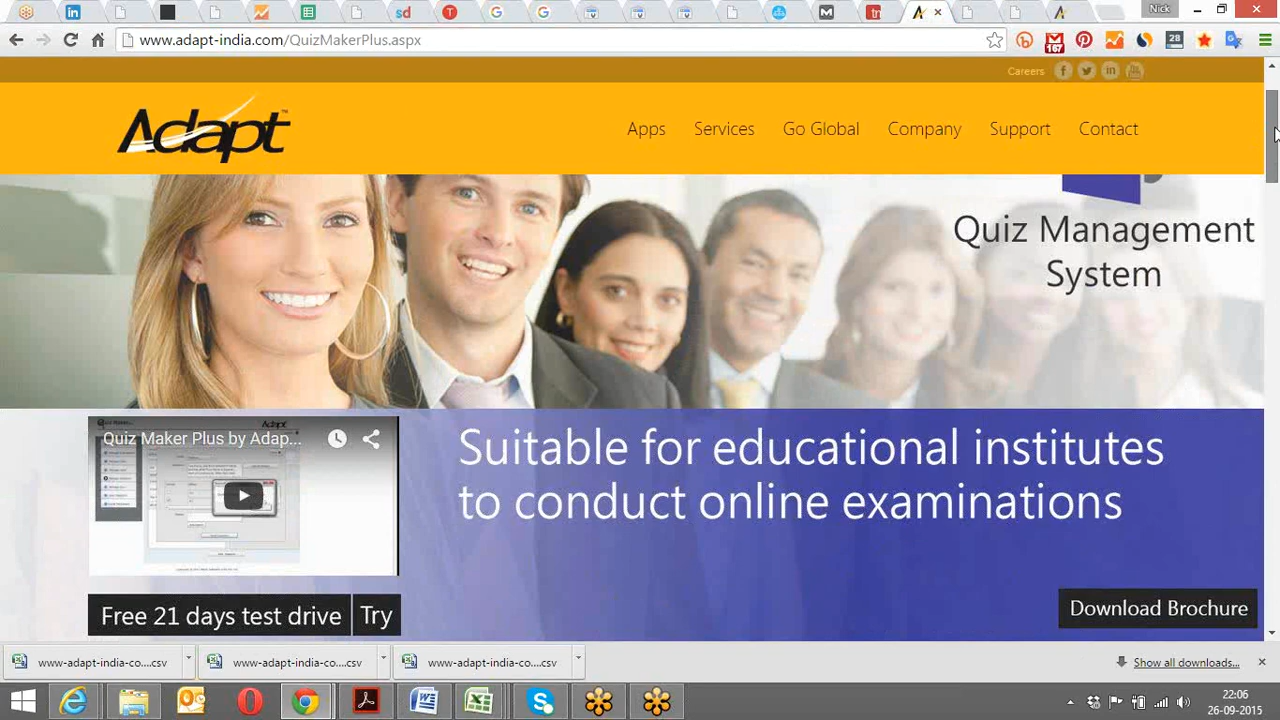 Nick
www.adapt-india.com/QuizMakerPlus.aspx
167
28
Careers
Adapt
Apps Services Go Global Company Support Contact
Quiz Management
System
Quiz Maker Plus by Adap...
Suitable for educational institutes
to conduct online examinations
Free 21 days test drive Try
Download Brochure
www-adapt-india-co....csv www-adapt-india-co....csv www-adapt-india-co....csv Show all downloads...
22:06
26-09-2015